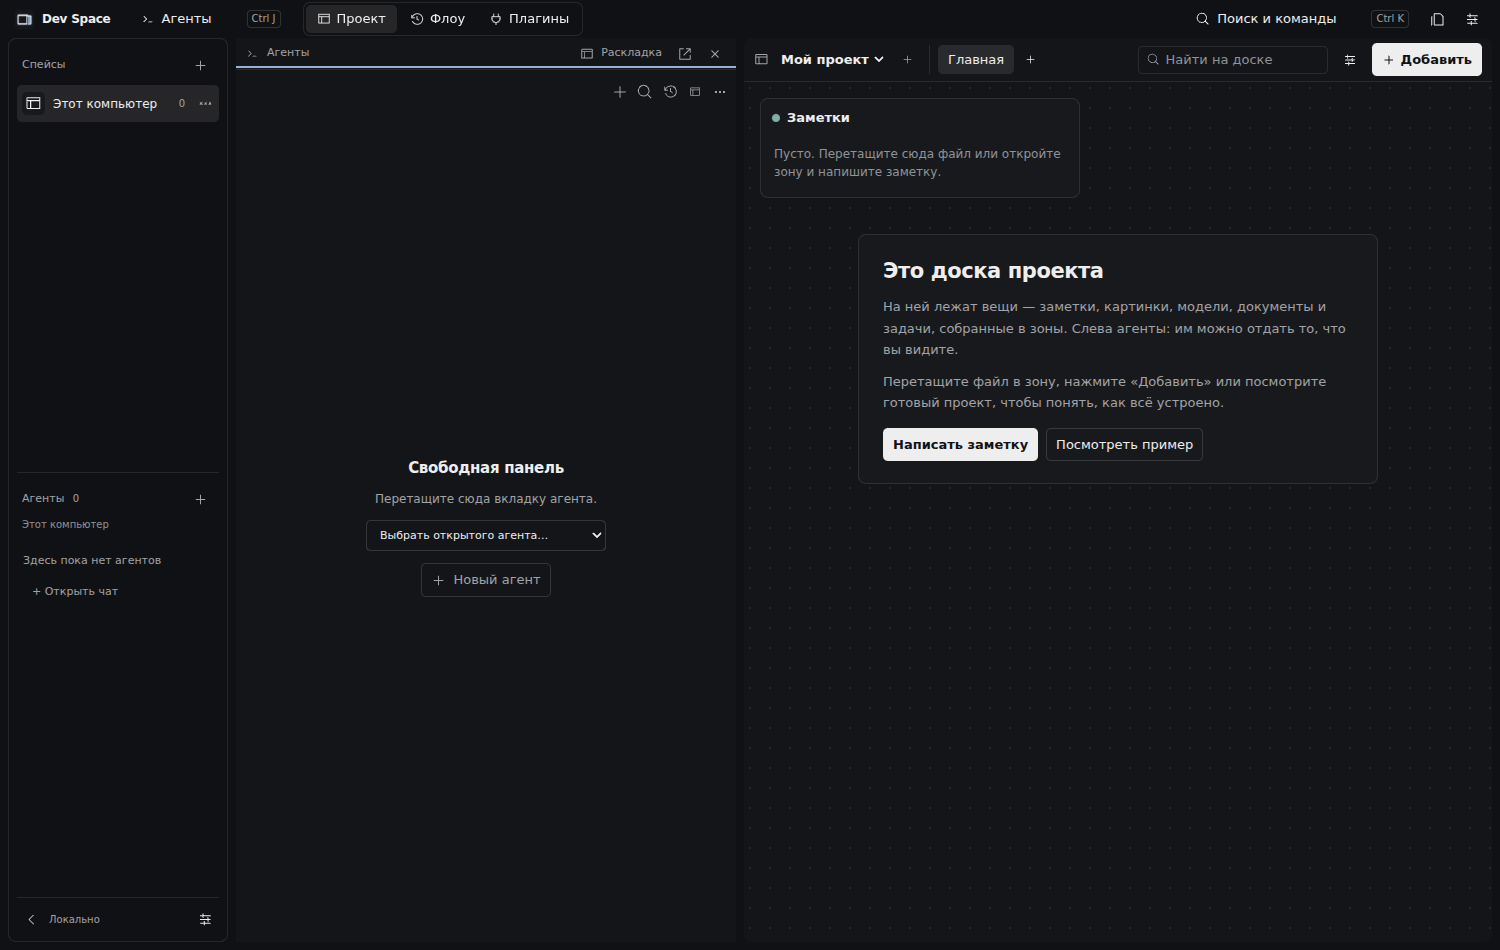 Dev Space
Агенты
Ctrl J
Проект
Флоу
Плагины
Поиск и команды
Ctrl K
Спейсы
Этот компьютер
0
Агенты
0
Этот компьютер
Здесь пока нет агентов
+ Открыть чат
Локально
Агенты
Раскладка
Свободная панель
Перетащите сюда вкладку агента.
Выбрать открытого агента...
Новый агент
Мой проект
Главная
Найти на доске
Добавить
Заметки
Пусто. Перетащите сюда файл или откройте
зону и напишите заметку.
Это доска проекта
На ней лежат вещи — заметки, картинки, модели, документы и
задачи, собранные в зоны. Слева агенты: им можно отдать то, что
вы видите.
Перетащите файл в зону, нажмите «Добавить» или посмотрите
готовый проект, чтобы понять, как всё устроено.
Написать заметку
Посмотреть пример